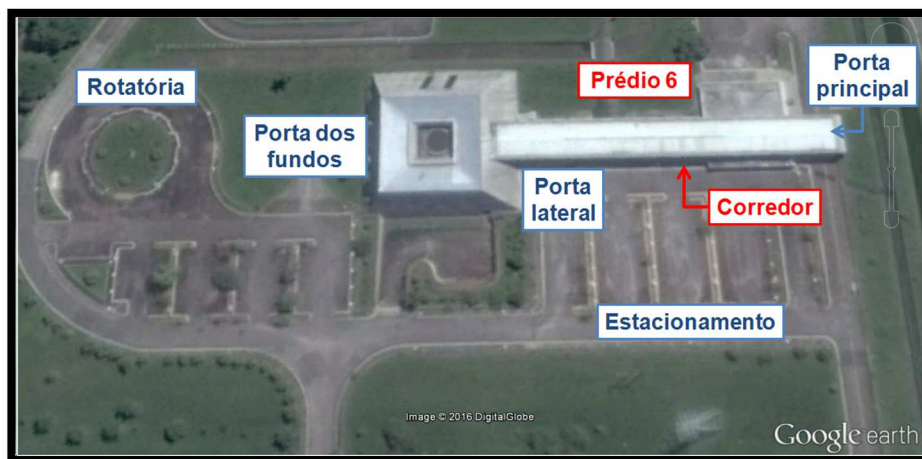 Rotatória
Porta dos
fundos
Prédio 6
Porta
principal
Porta
lateral
Corredor
Estacionamento
Image © 2016 DigitalGlobe
Google earth